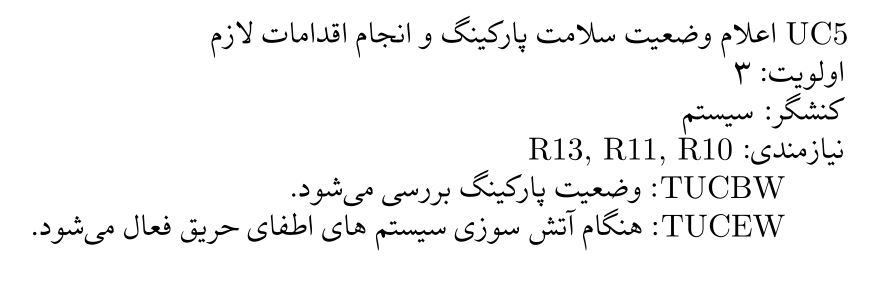 UC5 اعلام وضعیت سلامت پارکینگ و انجام اقدامات لازم
اولویت: ۳
کنشگر: سیستم
نیازمندی: R13, R11, R10
TUCBW: وضعیت پارکینگ بررسی می‌شود.
TUCEW: هنگام آتش سوزی سیستم های اطفای حریق فعال می‌شود.